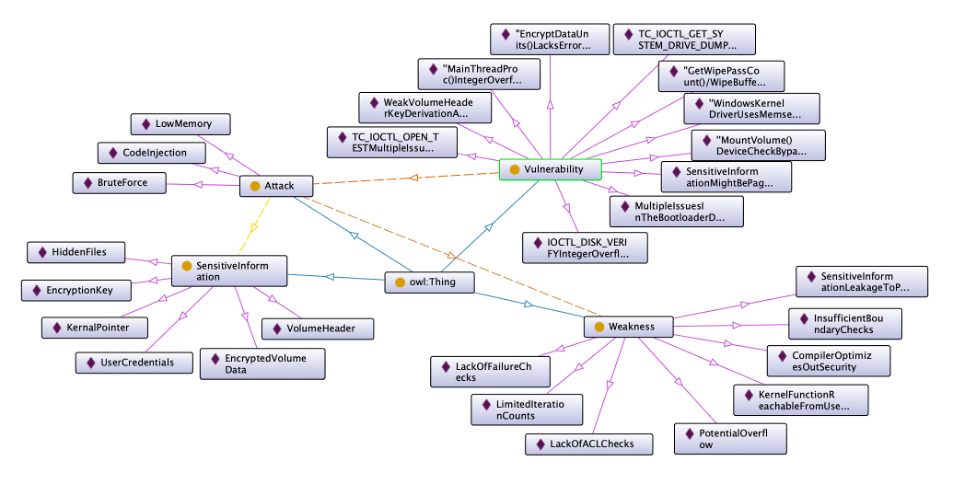 "EncryptDataUn
its()LacksError...
TC_IOCTL_GET_SY
STEM_DRIVE_DUMP...
"MainThreadPro
c()IntegerOverf...
"GetWipePassCo
unt()/WipeBuffe...
WeakVolumeHeade
rKeyDerivationA...
"WindowsKernel
DriverUsesMemse...
LowMemory
TC_IOCTL_OPEN_T
ESTMultipleIssu...
"MountVolume()
DeviceCheckBypa...
CodeInjection
Vulnerability
SensitiveInform
ationMightBePag...
BruteForce
Attack
MultipleIssuesI
nTheBootloaderD...
IOCTL_DISK_VERI
FYIntegerOverfl...
HiddenFiles
SensitiveInform
ation
owl:Thing
SensitiveInform
ationLeakageToP...
EncryptionKey
KernalPointer
VolumeHeader
Weakness
InsufficientBou
ndaryChecks
UserCredentials
EncryptedVolume
Data
LackOfFailureCh
ecks
CompilerOptimiz
esOutSecurity
LimitedIteratio
nCounts
KernelFunctionR
eachableFromUse...
LackOfACLChecks
PotentialOverfl
ow